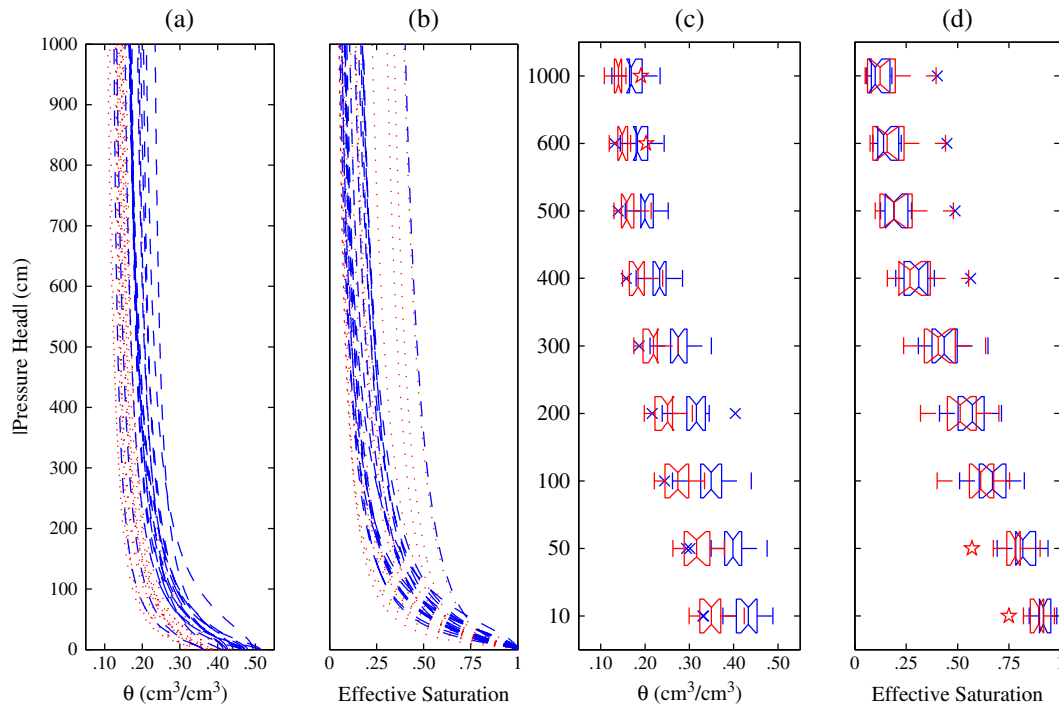 (a) (b) (c) (d)
|Pressure Head| (cm)
1000
900
800
700
600
500
400
300
200
100
0
.10 .20 .30 .40 .50
θ (cm³/cm³)
0 .25 .50 .75 1
Effective Saturation
1000
600
500
400
300
200
100
50
10
.10 .20 .30 .40 .50
θ (cm³/cm³)
0 .25 .50 .75 1
Effective Saturation